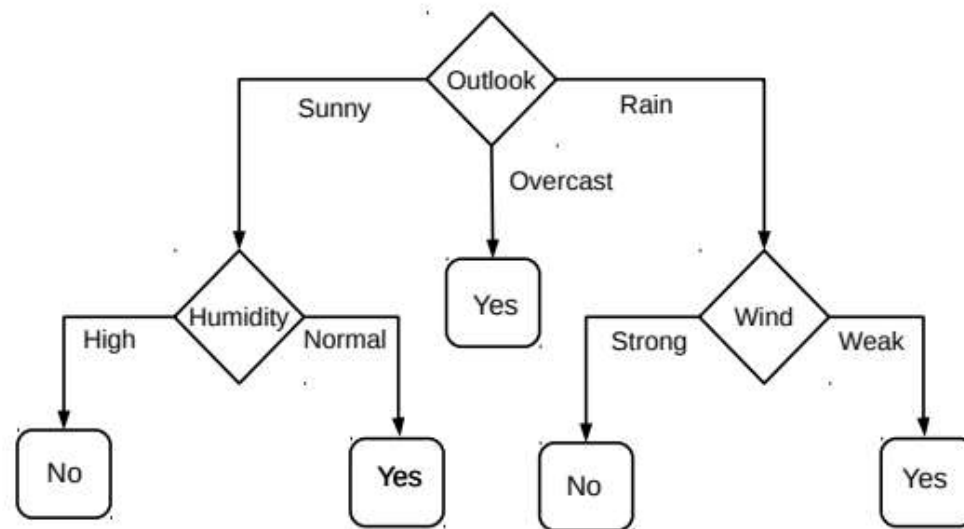 Outlook
Sunny
Rain
Overcast
Humidity
Yes
Wind
High
Normal
Strong
Weak
No
Yes
No
Yes